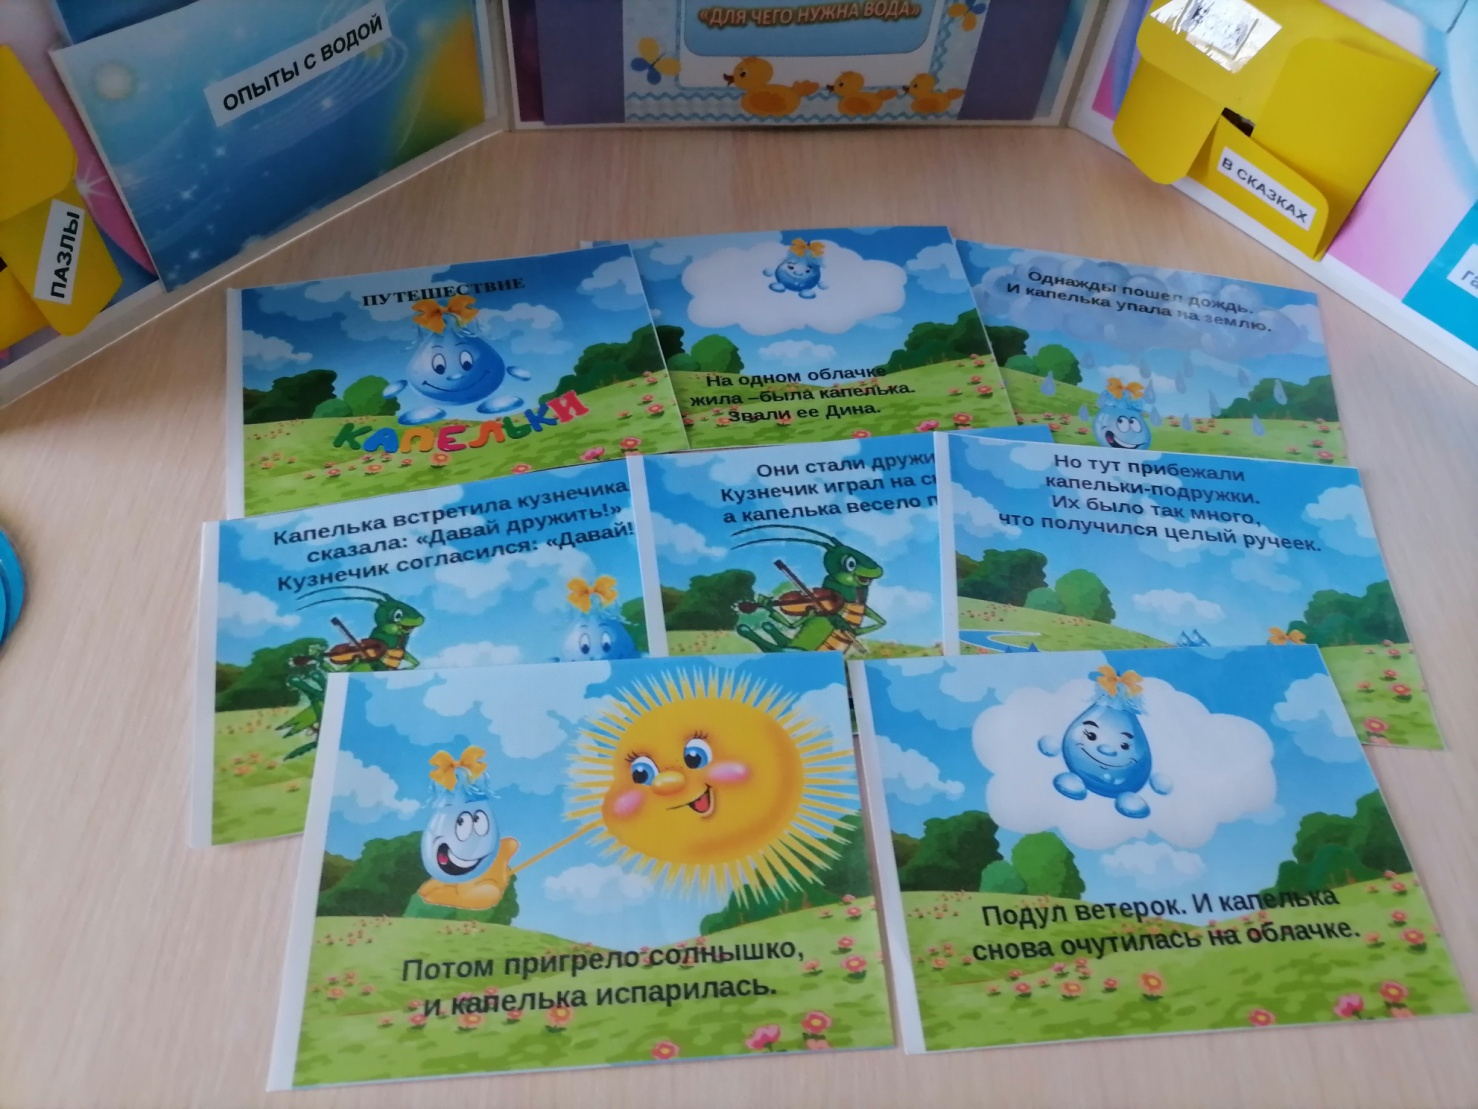 ОПЫТЫ С ВОДОЙ
«ДЛЯ ЧЕГО НУЖНА ВОДА»
В СКАЗКАХ
ПАЗЛЫ
ПУТЕШЕСТВИЕ
КАПЕЛЬКИ
На одном облачке
жила –была капелька.
Звали ее Дина.
Однажды пошел дождь.
И капелька упала на землю.
Капелька встретила кузнечика
сказала: «Давай дружить!»
Кузнечик согласился: «Давай!
Они стали
Кузнечик играл на
а капелька весело
Но тут прибежали
капельки-подружки.
Их было так много,
что получился целый ручеек.
Потом пригрело солнышко,
и капелька испарилась.
Подул ветерок. И капелька
снова очутилась на облачке.